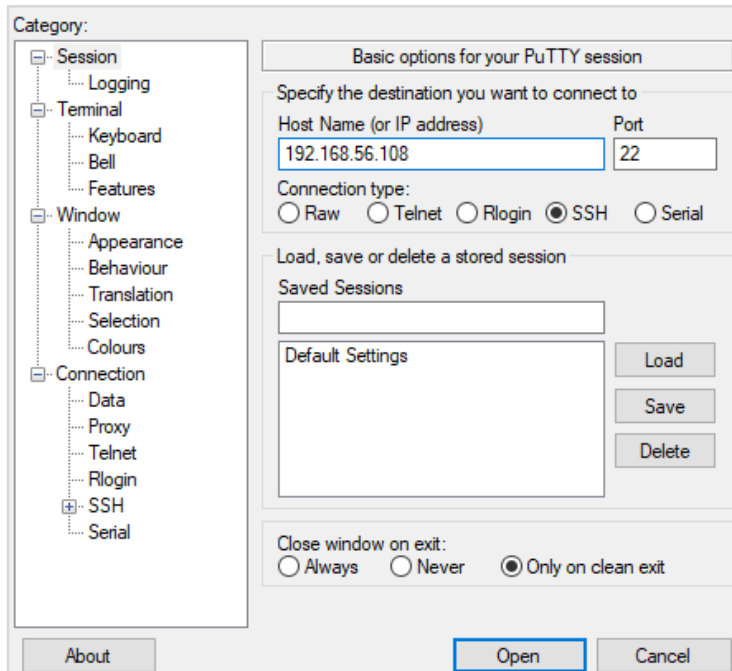 Category:
Session
Logging
Terminal
Keyboard
Bell
Features
Window
Appearance
Behaviour
Translation
Selection
Colours
Connection
Data
Proxy
Telnet
Rlogin
SSH
Serial
Basic options for your PuTTY session
Specify the destination you want to connect to
Host Name (or IP address) Port
192.168.56.108 22
Connection type:
Raw Telnet Rlogin SSH Serial
Load, save or delete a stored session
Saved Sessions
Default Settings
Load
Save
Delete
Close window on exit:
Always Never Only on clean exit
About Open Cancel